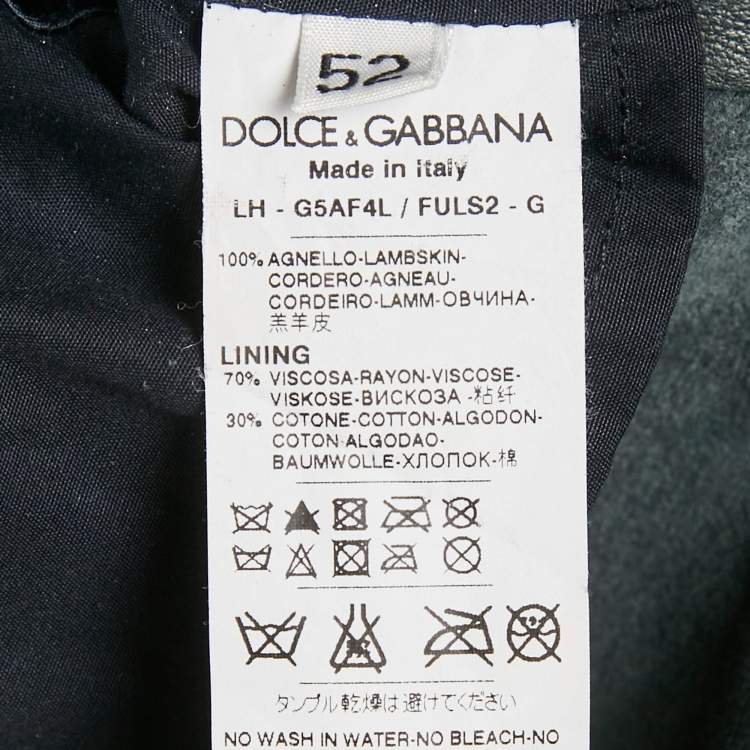 52
DOLCE & GABBANA
Made in Italy
LH - G5AF4L / FULS2 - G
100% AGNELLO-LAMBSKIN-
CORDERO-AGNEAU-
CORDEIRO-LAMM-ОВЧИНА-
羔羊皮
LINING
70% VISCOSA-RAYON-VISCOSE-
VISKOSE-ВИСКОЗА -粘纤
30% COTONE-COTTON-ALGODON-
COTON-ALGODAO-
BAUMWOLLE-ХЛОПОК-棉
タンブル乾燥は避けてください
NO WASH IN WATER-NO BLEACH-NO